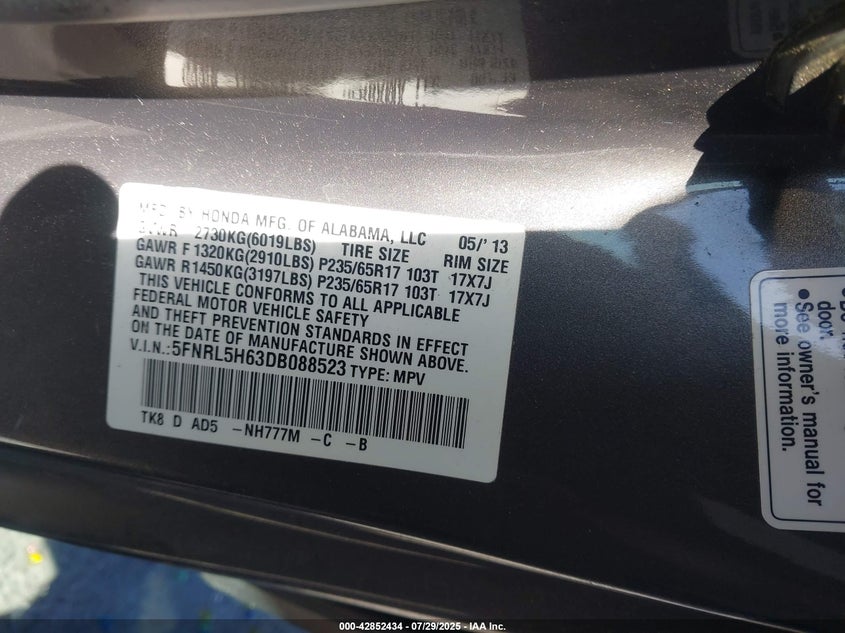 MFD. BY HONDA MFG. OF ALABAMA, LLC 05/' 13
GVWR 2730KG(6019LBS) TIRE SIZE RIM SIZE
GAWR F1320KG(2910LBS) P235/65R17 103T 17X7J
GAWR R1450KG(3197LBS) P235/65R17 103T 17X7J
THIS VEHICLE CONFORMS TO ALL APPLICABLE
FEDERAL MOTOR VEHICLE SAFETY
AND THEFT PREVENTION STANDARDS IN EFFECT
ON THE DATE OF MANUFACTURE SHOWN ABOVE.
V.I.N.:5FNRL5H63DB088523 TYPE: MPV
TK8 D AD5 -NH777M -C -B
door
•See owner's manual for
more information.
000-42852434 - 07/29/2025 - IAA Inc.